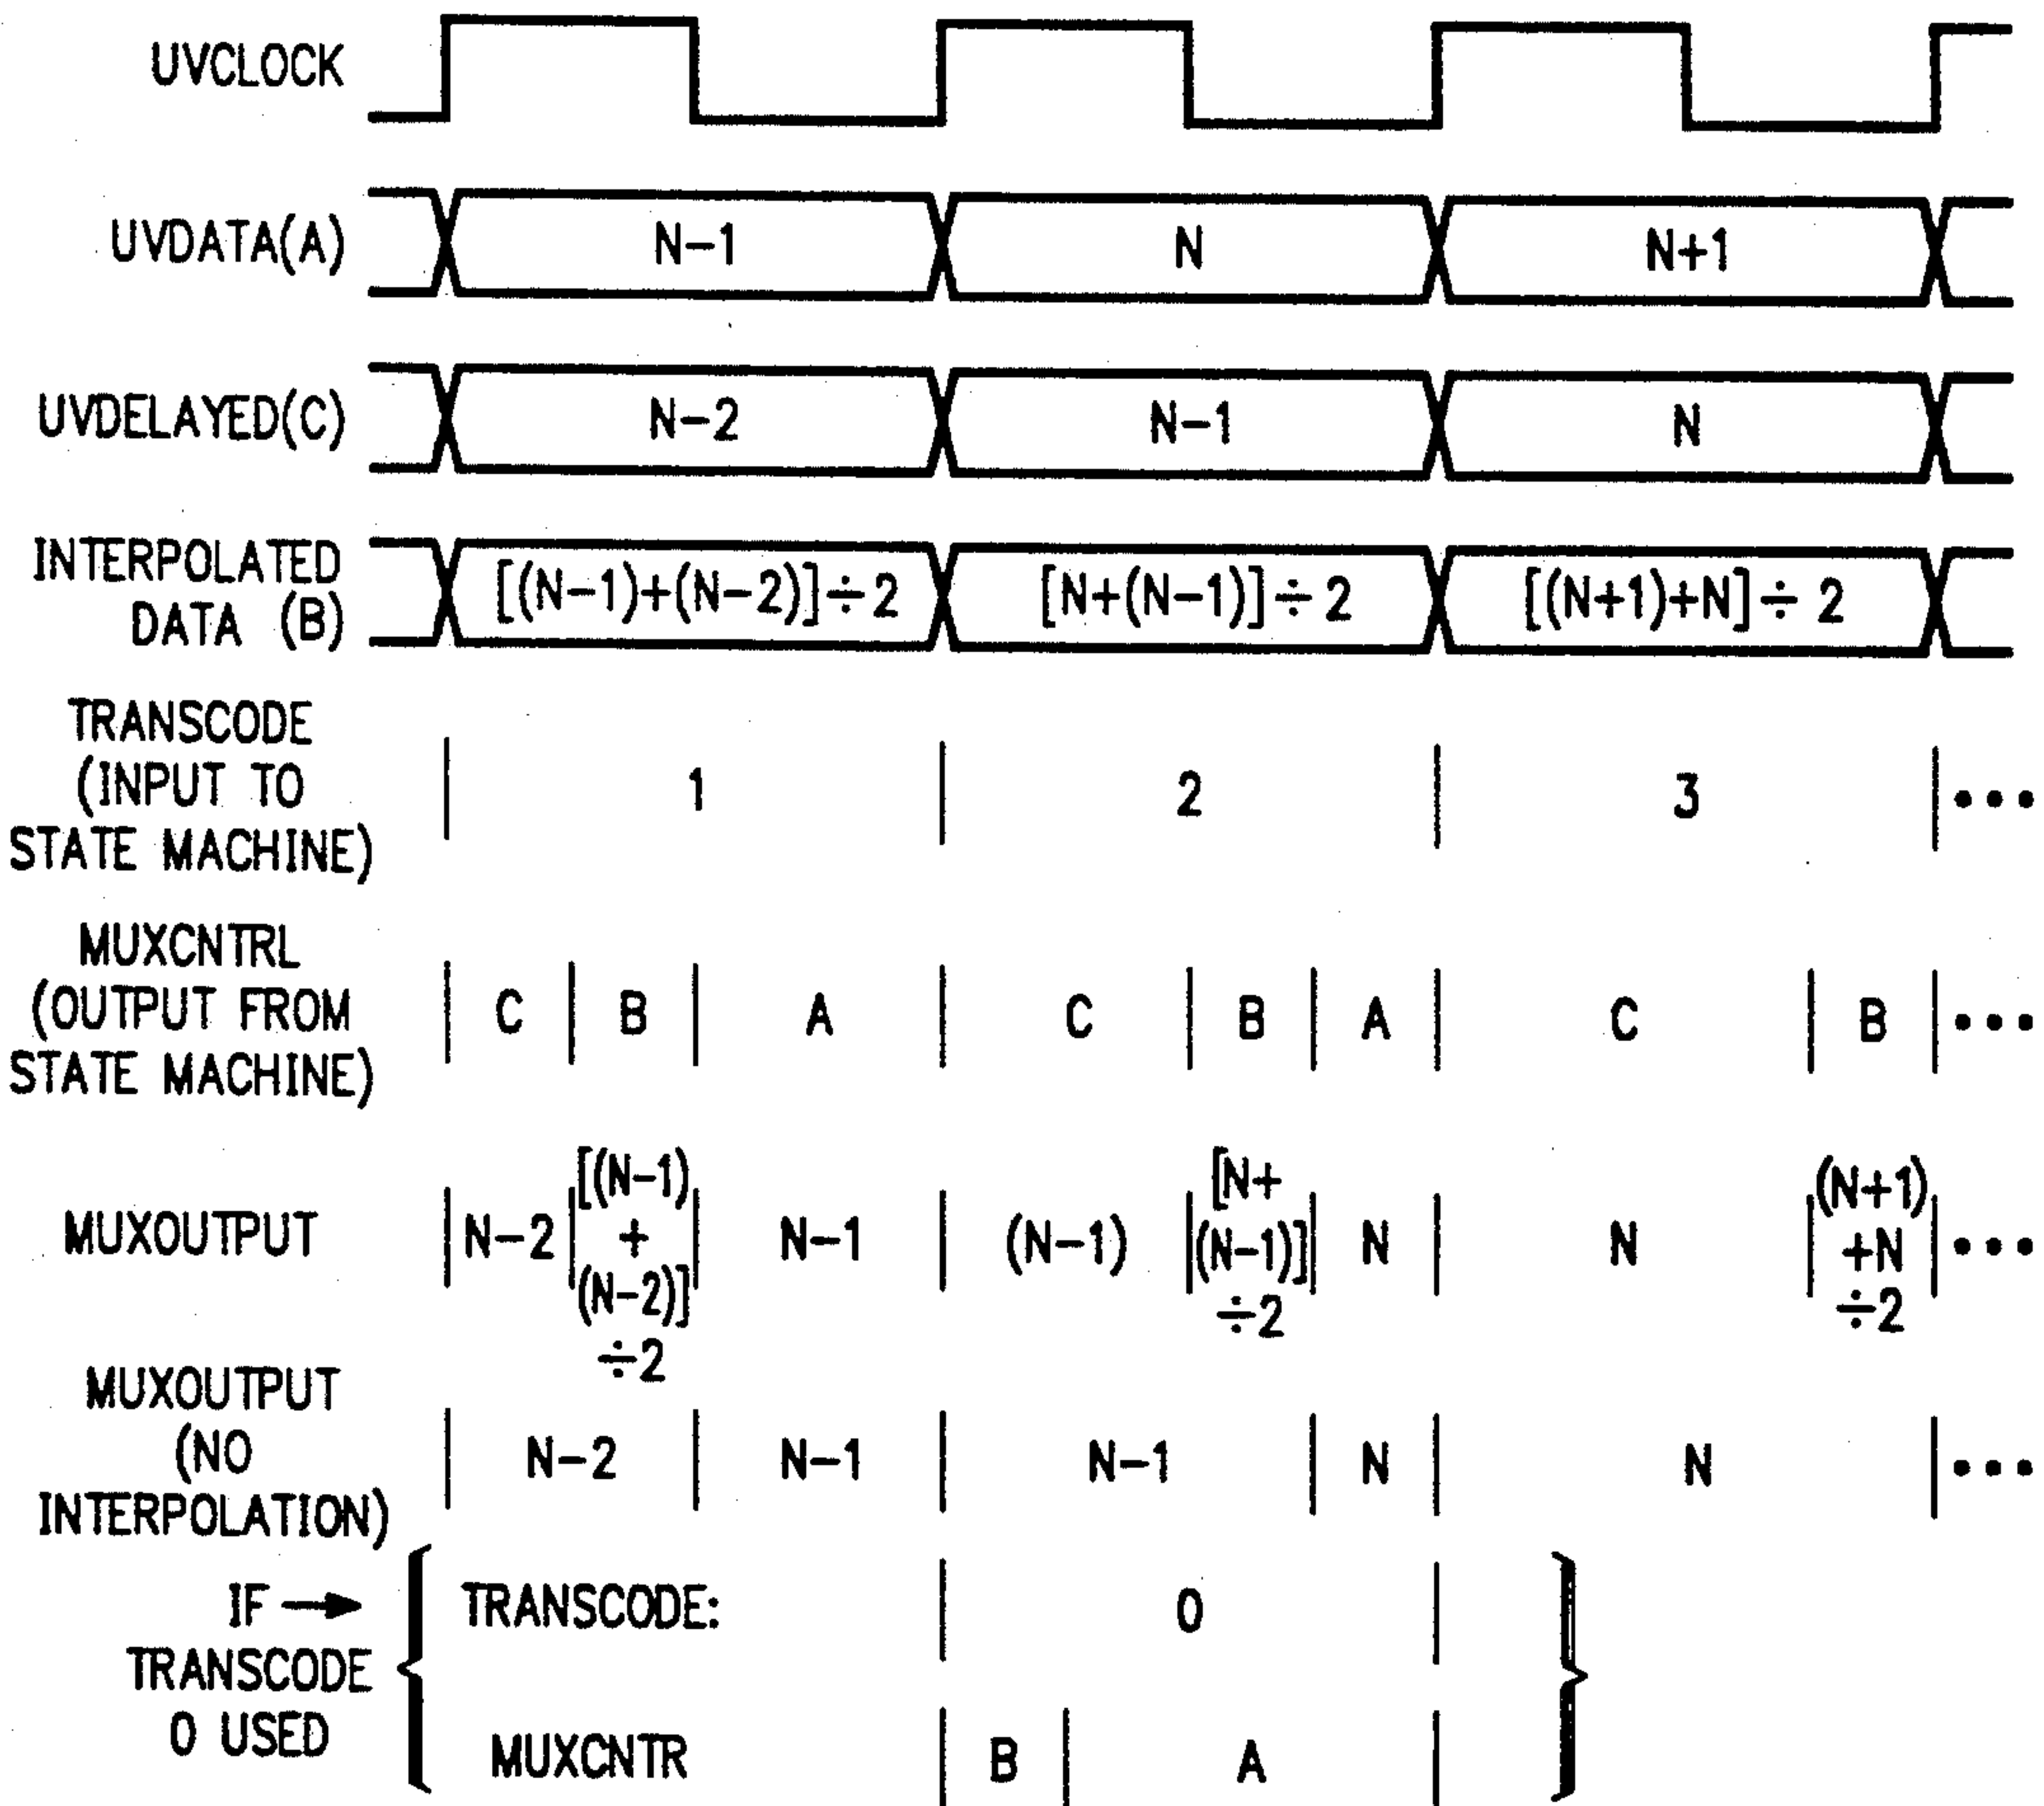 UVCLOCK
UVDATA(A)
N-1
N
N+1
UVDELAYED(C)
N-2
N-1
N
INTERPOLATED
DATA (B)
[(N-1)+(N-2)]÷2
[N+(N-1)]÷2
[(N+1)+N]÷2
TRANSCODE
(INPUT TO
STATE MACHINE)
1
2
3
•••
MUXCNTRL
(OUTPUT FROM
STATE MACHINE)
C
B
A
C
B
A
C
B
•••
MUXOUTPUT
N-2
[(N-1)
+
(N-2)]
÷2
N-1
(N-1)
[N+
(N-1)]
÷2
N
N
(N+1)
+N
÷2
•••
MUXOUTPUT
(NO
INTERPOLATION)
N-2
N-1
N-1
N
N
•••
IF →
TRANSCODE
0 USED
TRANSCODE:
0
MUXCNTR
B
A